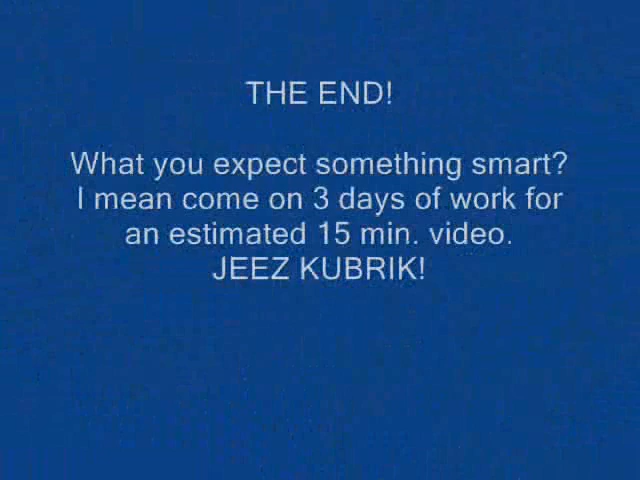 THE END!
What you expect something smart?
I mean come on 3 days of work for
an estimated 15 min. video.
JEEZ KUBRIK!